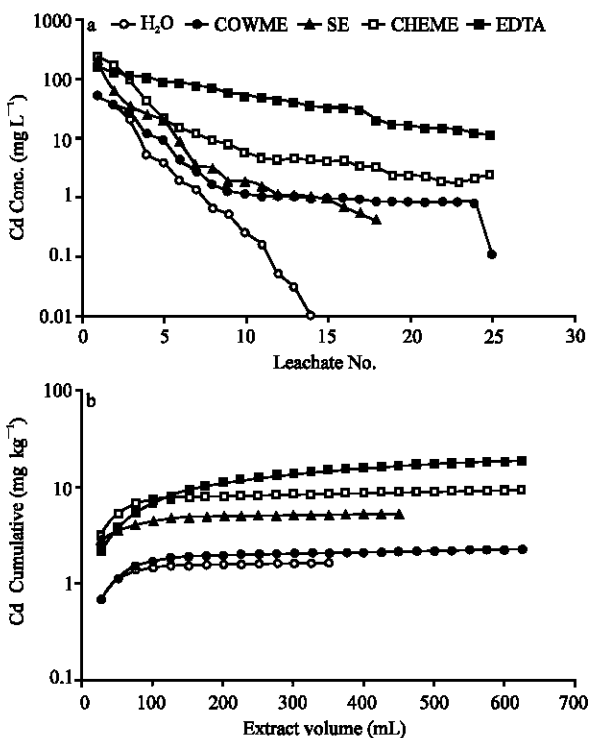 a H₂O COWME SE CHEME EDTA
1000
100
10
1
0.1
0.01
Cd Conc. (mg L⁻¹)
0 5 10 15 20 25 30
Leachate No.
b
100
10
1
0.1
Cd Cumulative (mg kg⁻¹)
0 100 200 300 400 500 600 700
Extract volume (mL)